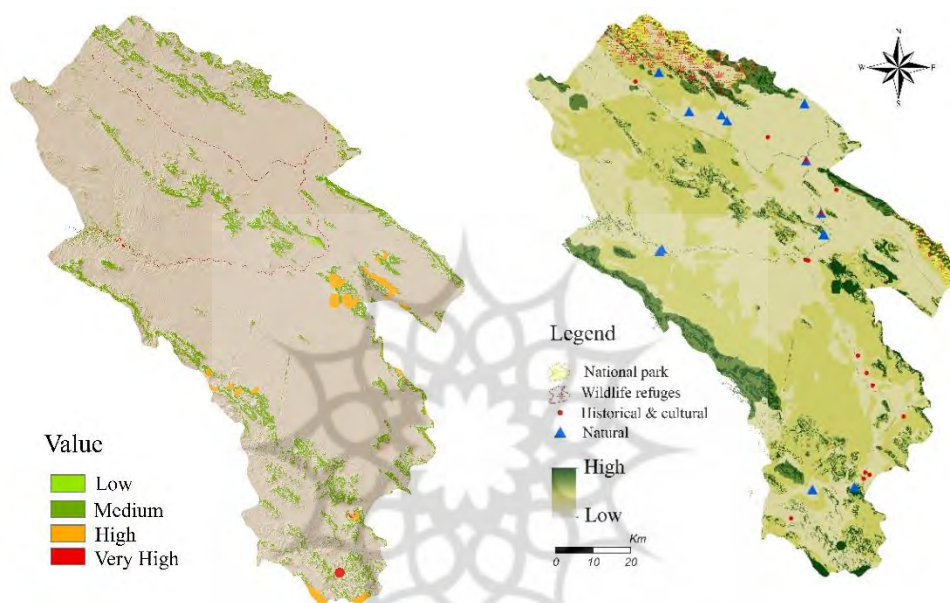 Value
Low
Medium
High
Very High
N
W
E
S
Legend
National park
Wildlife refuges
Historical & cultural
Natural
High
Low
Km
0
10
20